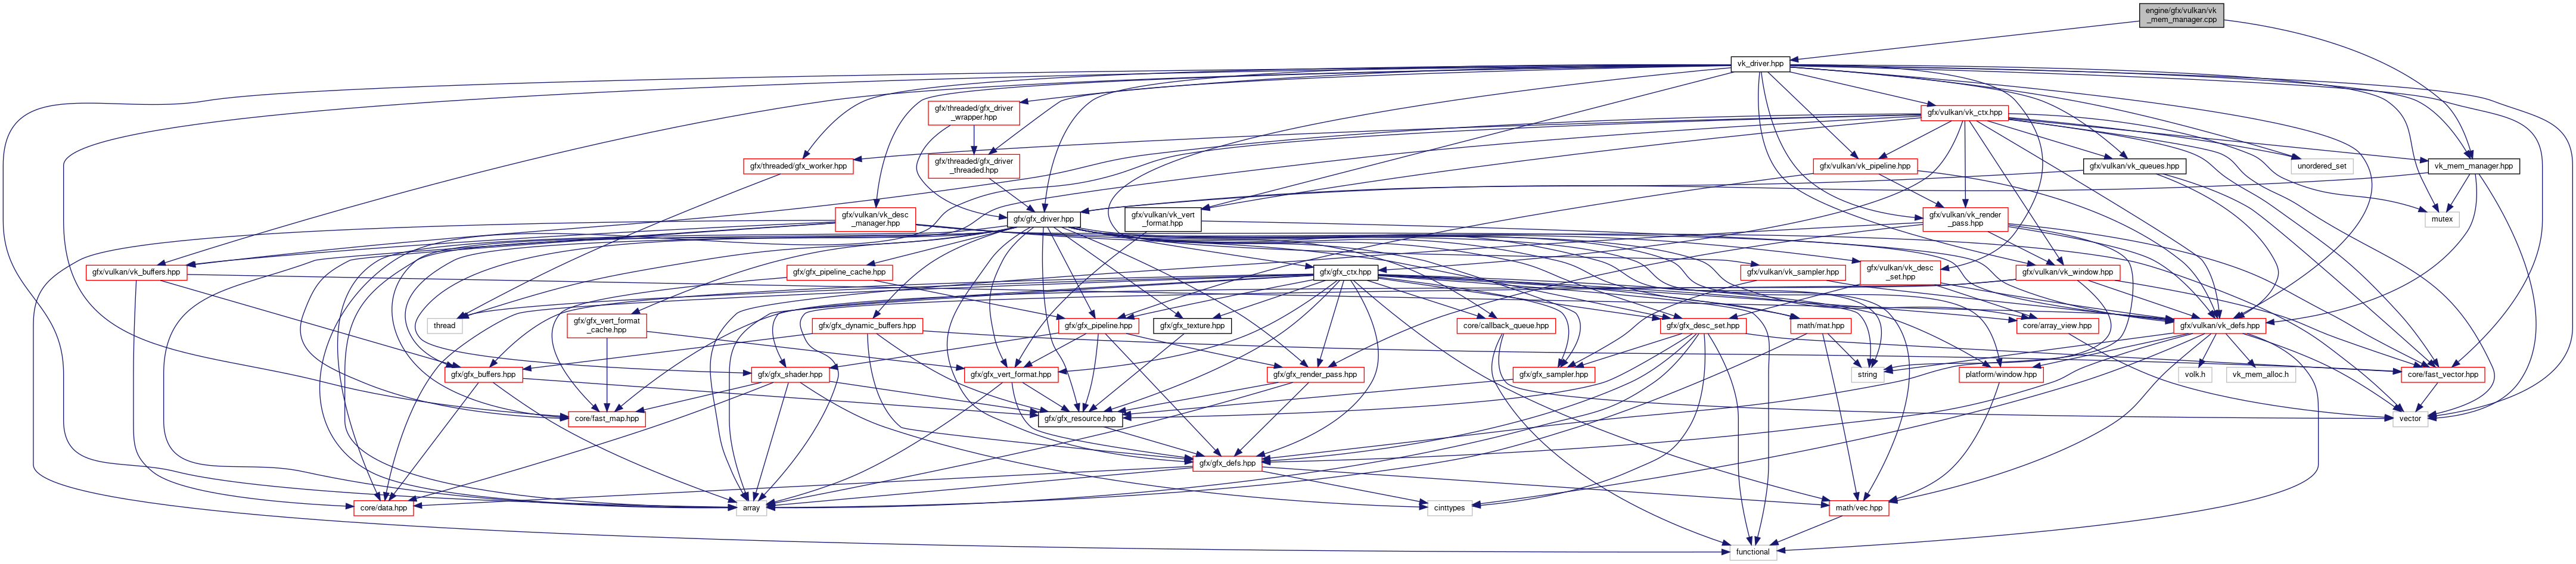 engine/gfx/vulkan/vk
_mem_manager.cpp
vk_driver.hpp
gfx/threaded/gfx_driver
_wrapper.hpp
gfx/vulkan/vk_ctx.hpp
gfx/threaded/gfx_worker.hpp
gfx/threaded/gfx_driver
_threaded.hpp
gfx/vulkan/vk_pipeline.hpp
gfx/vulkan/vk_queues.hpp
unordered_set
vk_mem_manager.hpp
gfx/vulkan/vk_desc
_manager.hpp
gfx/gfx_driver.hpp
gfx/vulkan/vk_vert
_format.hpp
gfx/vulkan/vk_render
_pass.hpp
mutex
gfx/vulkan/vk_buffers.hpp
gfx/gfx_pipeline_cache.hpp
gfx/gfx_ctx.hpp
gfx/vulkan/vk_sampler.hpp
gfx/vulkan/vk_desc
_set.hpp
gfx/vulkan/vk_window.hpp
thread
gfx/gfx_vert_format
_cache.hpp
gfx/gfx_dynamic_buffers.hpp
gfx/gfx_pipeline.hpp
gfx/gfx_texture.hpp
core/callback_queue.hpp
gfx/gfx_desc_set.hpp
math/mat.hpp
core/array_view.hpp
gfx/vulkan/vk_defs.hpp
gfx/gfx_buffers.hpp
gfx/gfx_shader.hpp
gfx/gfx_vert_format.hpp
gfx/gfx_render_pass.hpp
gfx/gfx_sampler.hpp
string
platform/window.hpp
volk.h
vk_mem_alloc.h
core/fast_vector.hpp
core/fast_map.hpp
gfx/gfx_resource.hpp
vector
gfx/gfx_defs.hpp
core/data.hpp
array
cinttypes
math/vec.hpp
functional